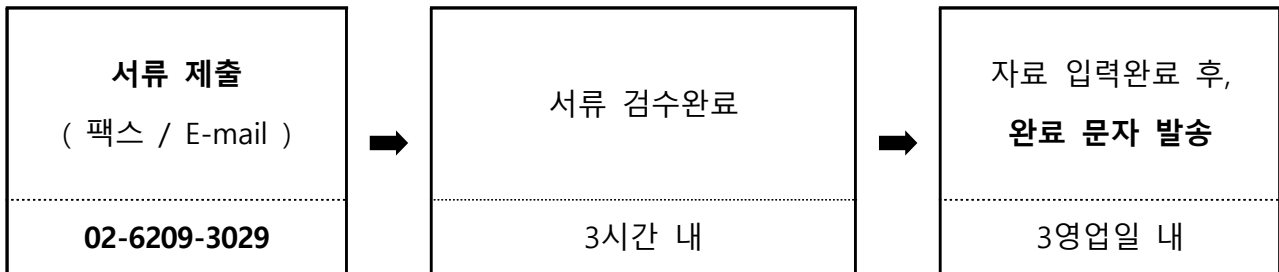 서류 제출
( 팩스 / E-mail )
02-6209-3029
서류 검수완료
3시간 내
자료 입력완료 후,
완료 문자 발송
3영업일 내